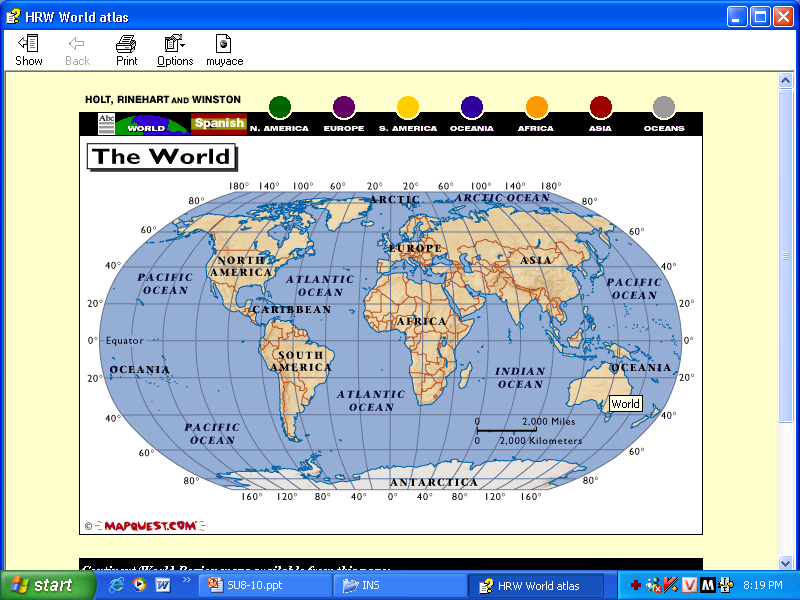 HRW World atlas
Show Back Print Options muyace
HOLT, RINEHART AND WINSTON
Abc WORLD Spanish N. AMERICA EUROPE S. AMERICA OCEANIA AFRICA ASIA OCEANS
The World
180° 140° 100° 60° 20° 20° 60° 100° 140° 180°
80° ARCTIC ARCTIC OCEAN 80°
60° 60°
EUROPE
40° NORTH AMERICA ASIA 40°
PACIFIC OCEAN ATLANTIC OCEAN PACIFIC OCEAN
20° CARIBBEAN 20°
AFRICA
0° Equator 0°
SOUTH AMERICA
OCEANIA INDIAN OCEAN OCEANIA
20° 20°
ATLANTIC OCEAN World
40° 40°
0 2,000 Miles
PACIFIC OCEAN
0 2,000 Kilometers
60° 60°
80° ANTARCTICA 80°
160° 120° 80° 40° 0° 40° 80° 120° 160°
© MAPQUEST.COM
start SU8-10.ppt INS HRW World atlas 8:19 PM